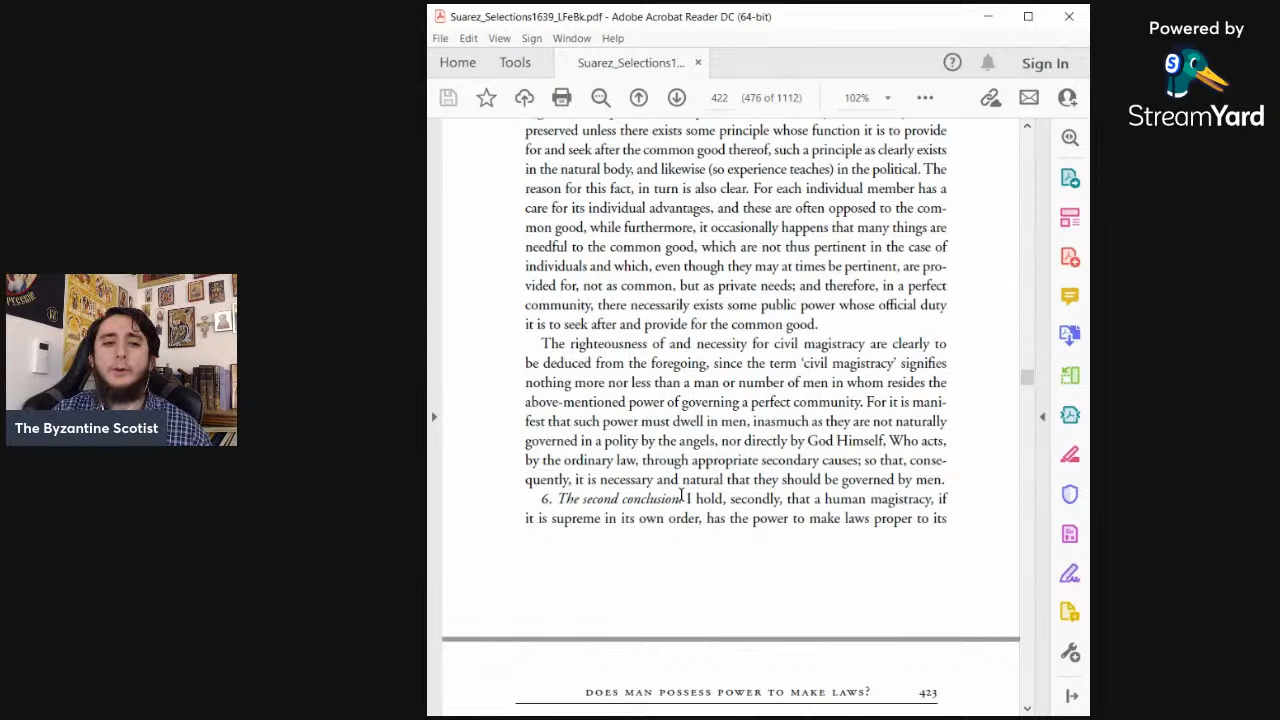 Suarez_Selections1639_LFeBk.pdf - Adobe Acrobat Reader DC (64-bit)
File Edit View Sign Window Help
Home Tools Suarez_Selections1... × Sign In
422 (476 of 1112) 102%
preserved unless there exists some principle whose function it is to provide
for and seek after the common good thereof, such a principle as clearly exists
in the natural body, and likewise (so experience teaches) in the political. The
reason for this fact, in turn is also clear. For each individual member has a
care for its individual advantages, and these are often opposed to the com-
mon good, while furthermore, it occasionally happens that many things are
needful to the common good, which are not thus pertinent in the case of
individuals and which, even though they may at times be pertinent, are pro-
vided for, not as common, but as private needs; and therefore, in a perfect
community, there necessarily exists some public power whose official duty
it is to seek after and provide for the common good.
The righteousness of and necessity for civil magistracy are clearly to
be deduced from the foregoing, since the term ‘civil magistracy’ signifies
nothing more nor less than a man or number of men in whom resides the
above-mentioned power of governing a perfect community. For it is mani-
fest that such power must dwell in men, inasmuch as they are not naturally
governed in a polity by the angels, nor directly by God Himself, Who acts,
by the ordinary law, through appropriate secondary causes; so that, conse-
quently, it is necessary and natural that they should be governed by men.
6. The second conclusion. I hold, secondly, that a human magistracy, if
it is supreme in its own order, has the power to make laws proper to its
DOES MAN POSSESS POWER TO MAKE LAWS? 423
The Byzantine Scotist
Powered by
S
StreamYard